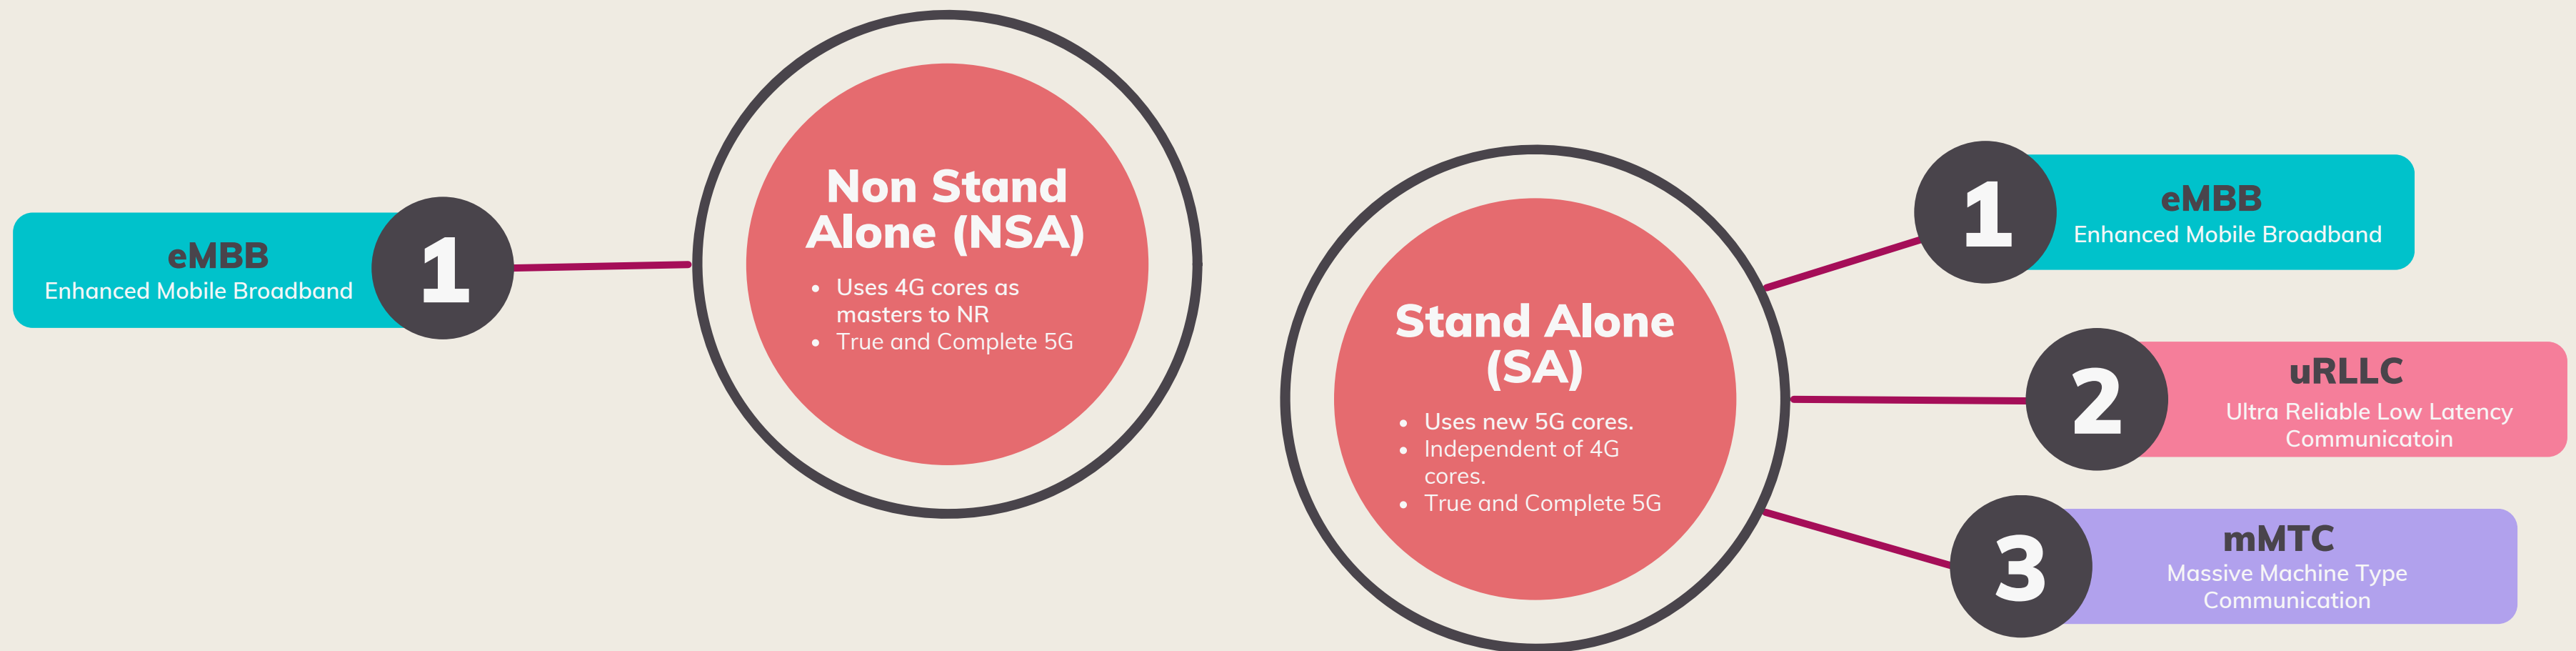 eMBB
Enhanced Mobile Broadband
1
Non Stand
Alone (NSA)
• Uses 4G cores as
masters to NR
• True and Complete 5G
Stand Alone
(SA)
• Uses new 5G cores.
• Independent of 4G
cores.
• True and Complete 5G
1
eMBB
Enhanced Mobile Broadband
2
uRLLC
Ultra Reliable Low Latency
Communicatoin
3
mMTC
Massive Machine Type
Communication